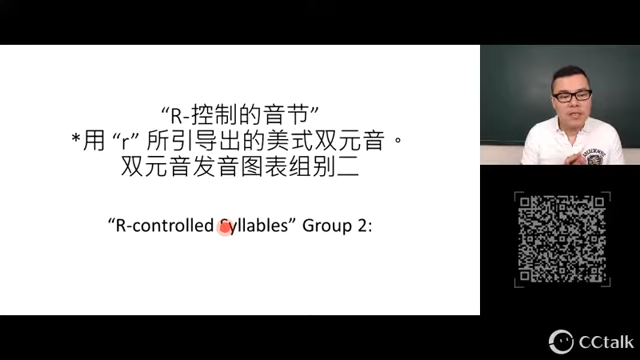 “R-控制的音节”
*用 “r” 所引导出的美式双元音。
双元音发音图表组别二
“R-controlled Syllables” Group 2:
CCtalk